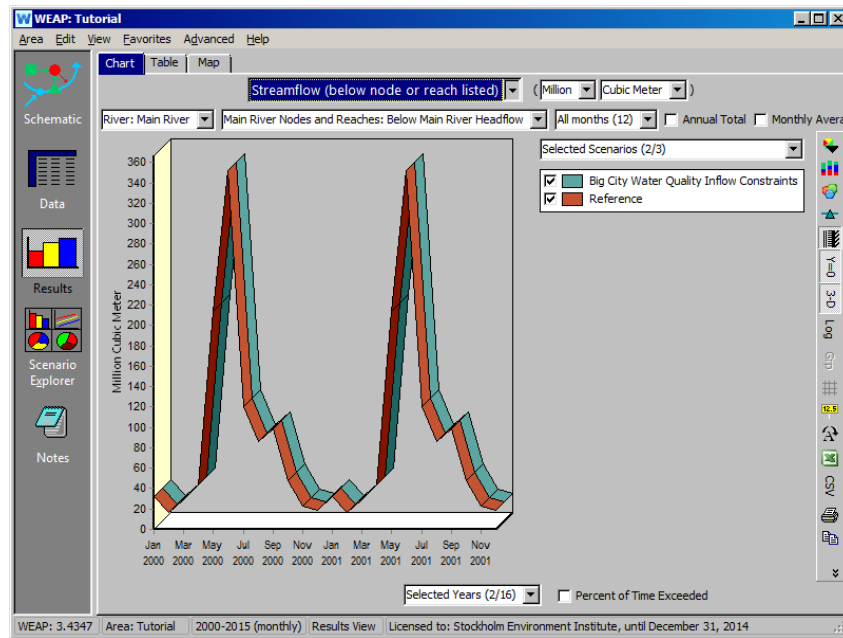 WEAP: Tutorial
Area Edit View Favorites Advanced Help
Chart Table Map
Streamflow (below node or reach listed) ( Million Cubic Meter )
River: Main River Main River Nodes and Reaches: Below Main River Headflow All months (12) Annual Total Monthly Avera
Selected Scenarios (2/3)
Big City Water Quality Inflow Constraints
Reference
Schematic
Data
Results
Scenario
Explorer
Notes
Million Cubic Meter
360
340
320
300
280
260
240
220
200
180
160
140
120
100
80
60
40
20
0
Jan Mar May Jul Sep Nov Jan Mar May Jul Sep Nov
2000 2000 2000 2000 2000 2000 2001 2001 2001 2001 2001 2001
Y=0
3-D
Log
Grp
12.5
A
CSV
Selected Years (2/16) Percent of Time Exceeded
WEAP: 3.4347 Area: Tutorial 2000-2015 (monthly) Results View Licensed to: Stockholm Environment Institute, until December 31, 2014